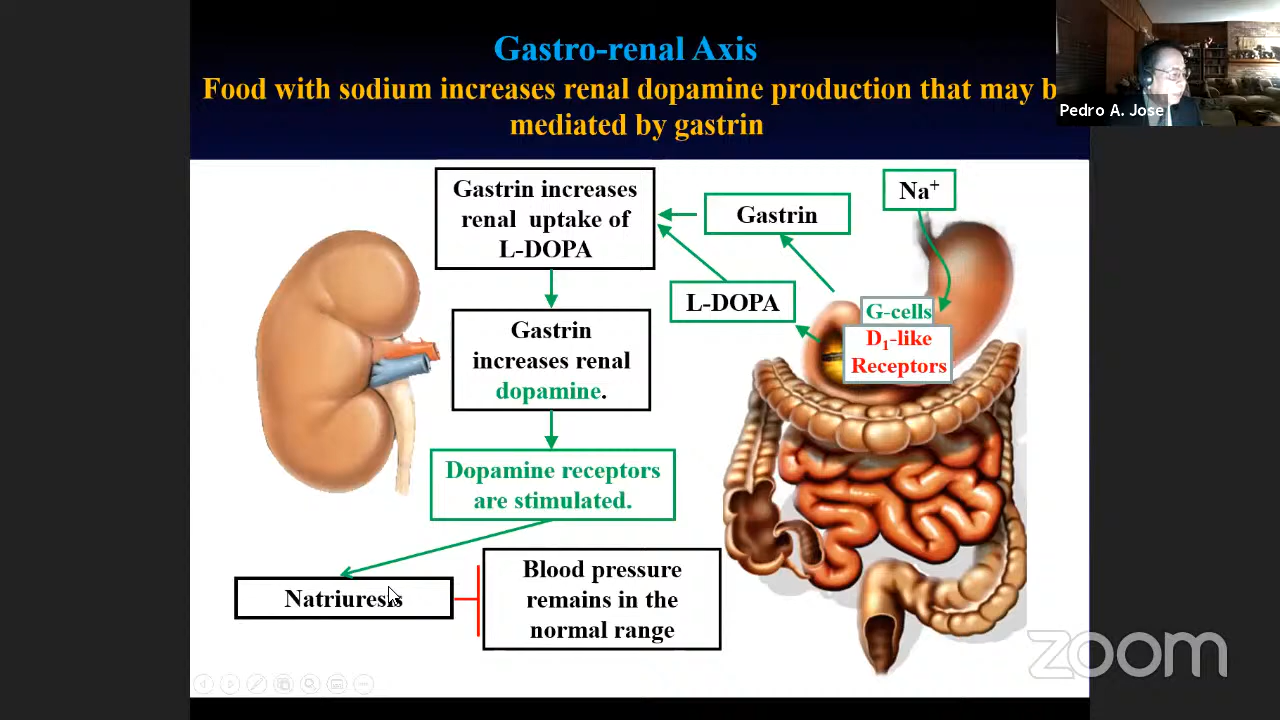 Gastro-renal Axis
Food with sodium increases renal dopamine production that may b
mediated by gastrin
Pedro A. Jose
Gastrin increases
renal uptake of
L-DOPA
Gastrin
Na⁺
L-DOPA
G-cells
D₁-like
Receptors
Gastrin
increases renal
dopamine.
Dopamine receptors
are stimulated.
Natriuresis
Blood pressure
remains in the
normal range
zoom